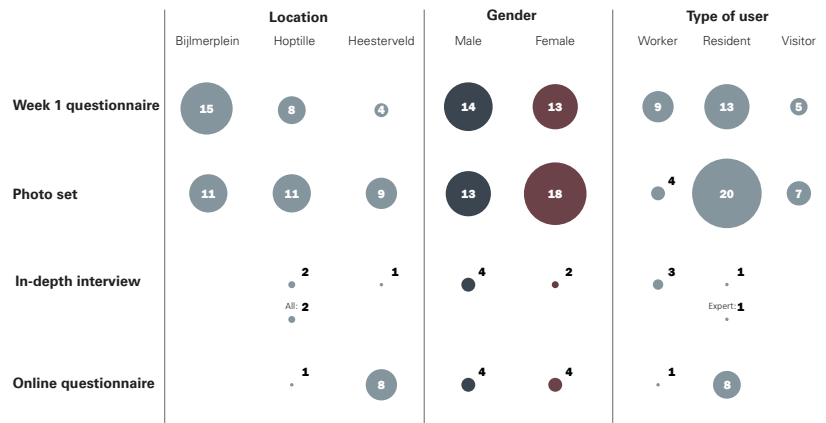 Location Gender Type of user
Bijlmerplein Hoptille Heesterveld Male Female Worker Resident Visitor
Week 1 questionnaire 15 8 4 14 13 9 13 5
Photo set 11 11 9 13 18 4 20 7
In-depth interview 2 1 4 2 3 1
All: 2 Expert: 1
Online questionnaire 1 8 4 4 1 8